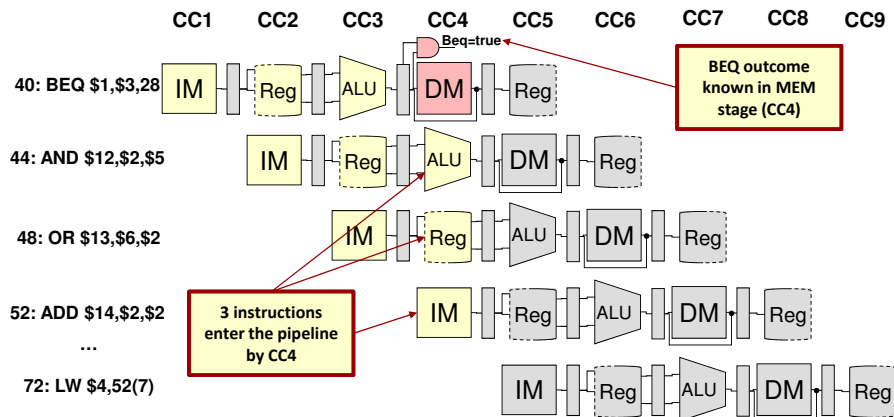 CC1 CC2 CC3 CC4 CC5 CC6 CC7 CC8 CC9
Beq=true
BEQ outcome
known in MEM
stage (CC4)
40: BEQ $1,$3,28
IM Reg ALU DM Reg
44: AND $12,$2,$5
IM Reg ALU DM Reg
48: OR $13,$6,$2
IM Reg ALU DM Reg
3 instructions
enter the pipeline
by CC4
52: ADD $14,$2,$2
IM Reg ALU DM Reg
...
72: LW $4,52(7)
IM Reg ALU DM Reg